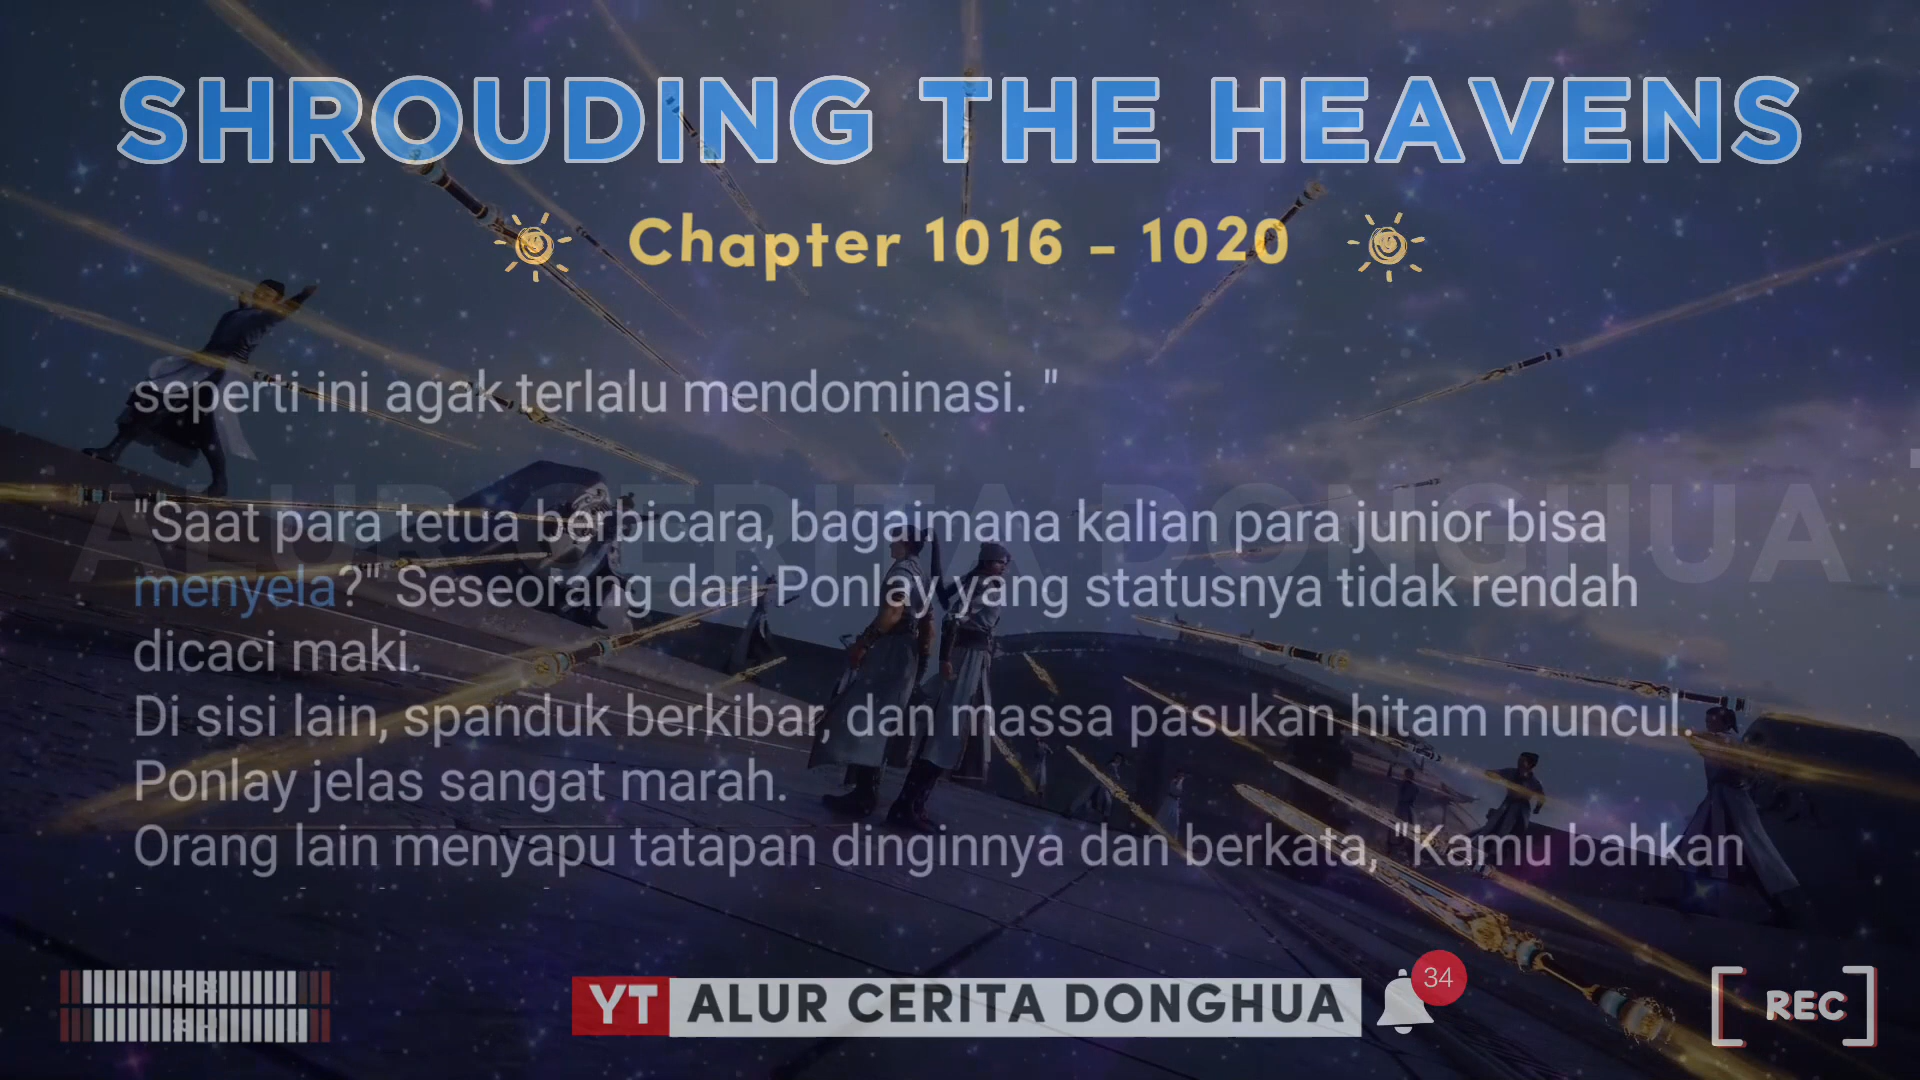 SHROUDING THE HEAVENS
Chapter 1016 - 1020
seperti ini agak terlalu mendominasi. "
"Saat para tetua berbicara, bagaimana kalian para junior bisa
menyela?" Seseorang dari Ponlay yang statusnya tidak rendah
dicaci maki.
Di sisi lain, spanduk berkibar, dan massa pasukan hitam muncul.
Ponlay jelas sangat marah.
Orang lain menyapu tatapan dinginnya dan berkata, "Kamu bahkan
ALUR CERITA DONGHUA
YT ALUR CERITA DONGHUA
34
REC